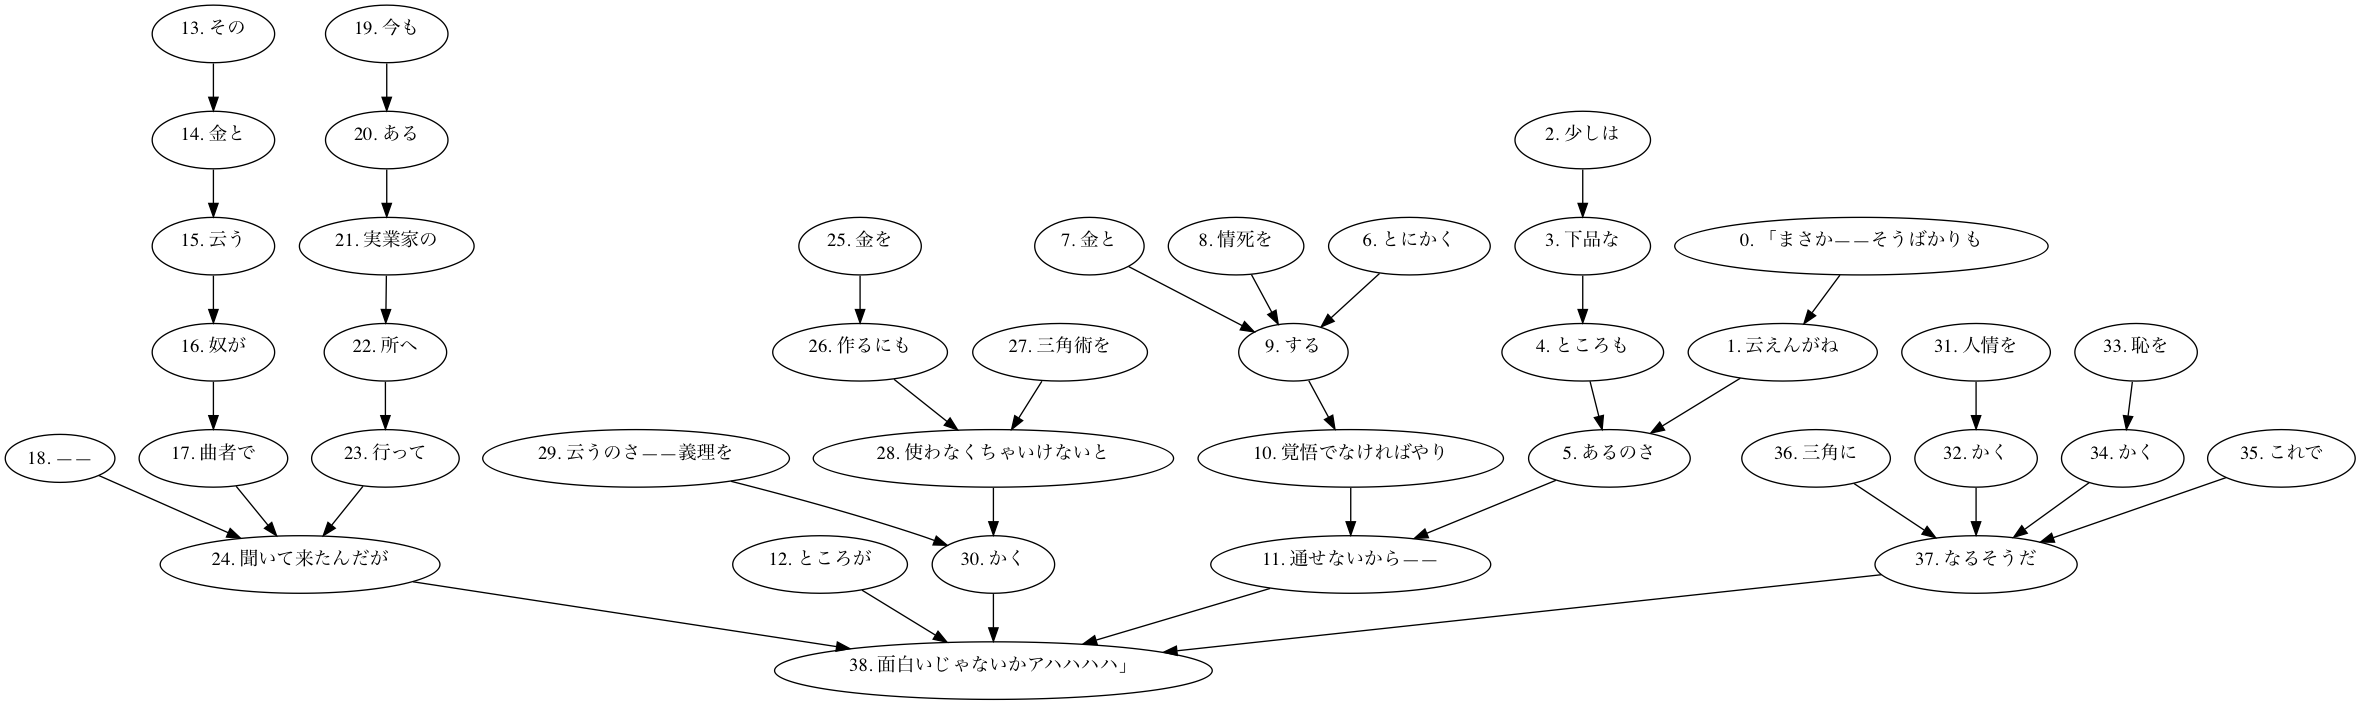 13. その
19. 今も
14. 金と
20. ある
2. 少しは
15. 云う
21. 実業家の
25. 金を
7. 金と
8. 情死を
6. とにかく
3. 下品な
0. 「まさか——そうばかりも
16. 奴が
22. 所へ
26. 作るにも
27. 三角術を
9. する
4. ところも
1. 云えんがね
31. 人情を
33. 恥を
18. ——
17. 曲者で
23. 行って
29. 云うのさ——義理を
28. 使わなくちゃいけないと
10. 覚悟でなければやり
5. あるのさ
36. 三角に
32. かく
34. かく
35. これで
24. 聞いて来たんだが
12. ところが
30. かく
11. 通せないから——
37. なるそうだ
38. 面白いじゃないかアハハハハ」